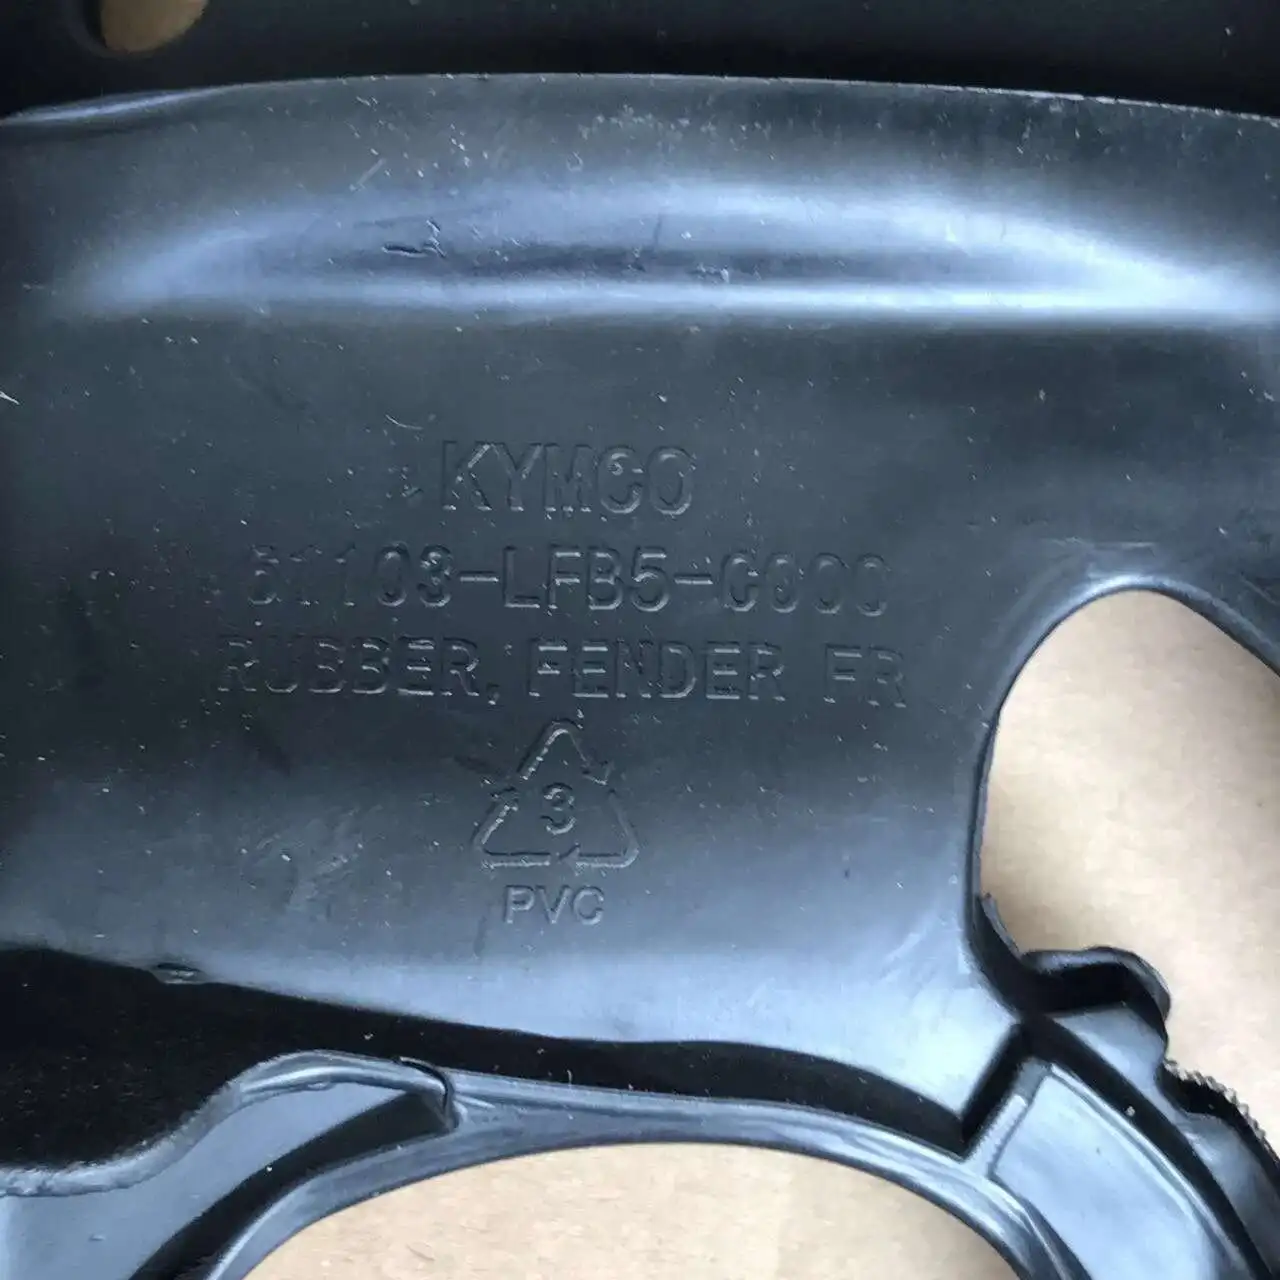 KYMCO
61103-LFB5-C000
RUBBER, FENDER FR
3
PVC